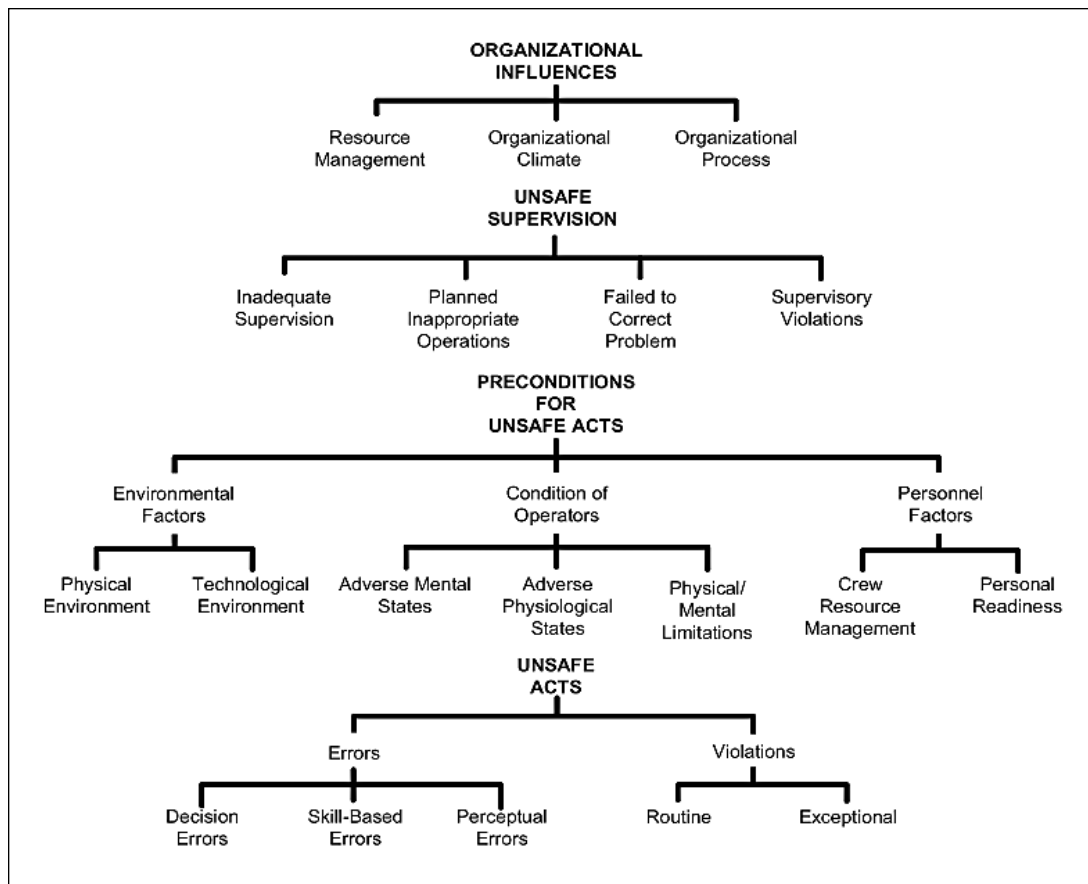 ORGANIZATIONAL
INFLUENCES
Resource
Management
Organizational
Climate
Organizational
Process
UNSAFE
SUPERVISION
Inadequate
Supervision
Planned
Inappropriate
Operations
Failed to
Correct
Problem
Supervisory
Violations
PRECONDITIONS
FOR
UNSAFE ACTS
Environmental
Factors
Condition of
Operators
Personnel
Factors
Physical
Environment
Technological
Environment
Adverse Mental
States
Adverse
Physiological
States
Physical/
Mental
Limitations
Crew
Resource
Management
Personal
Readiness
UNSAFE
ACTS
Errors
Violations
Decision
Errors
Skill-Based
Errors
Perceptual
Errors
Routine
Exceptional